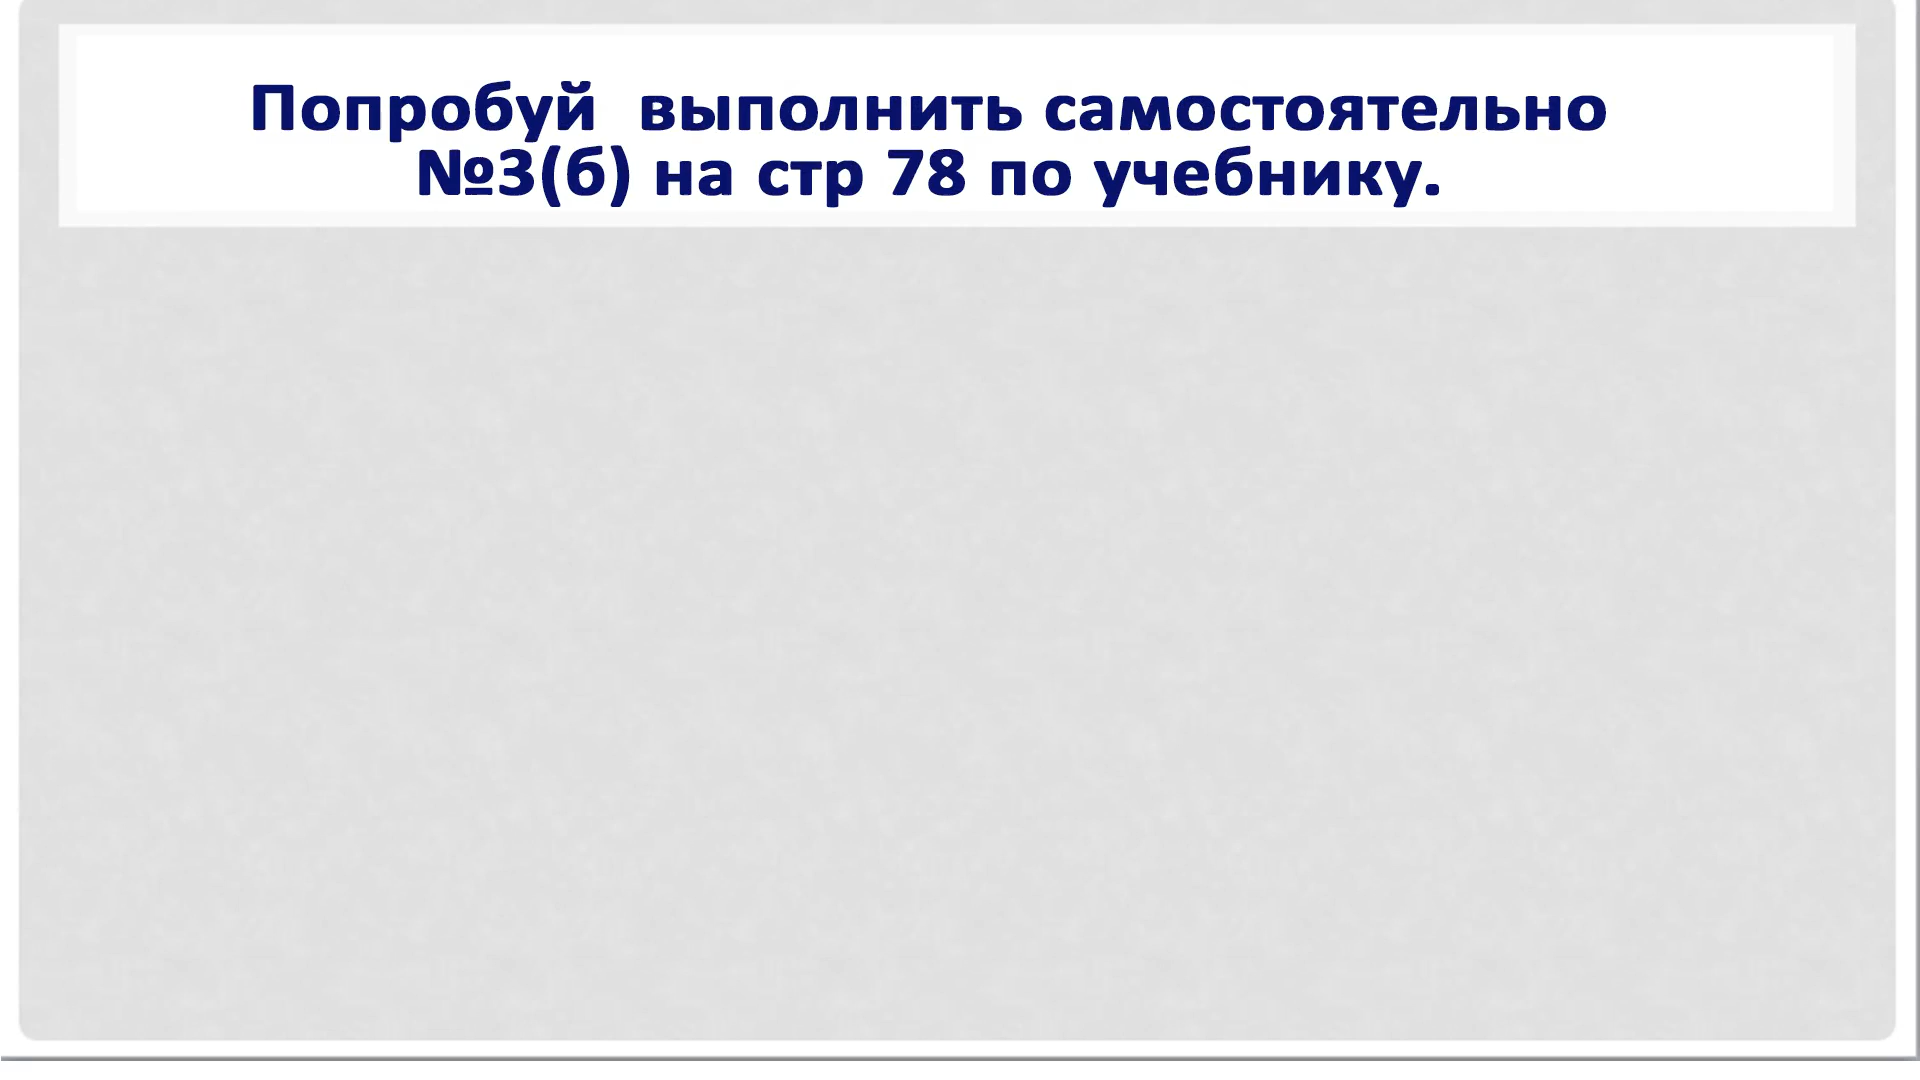 Попробуй выполнить самостоятельно
№3(б) на стр 78 по учебнику.